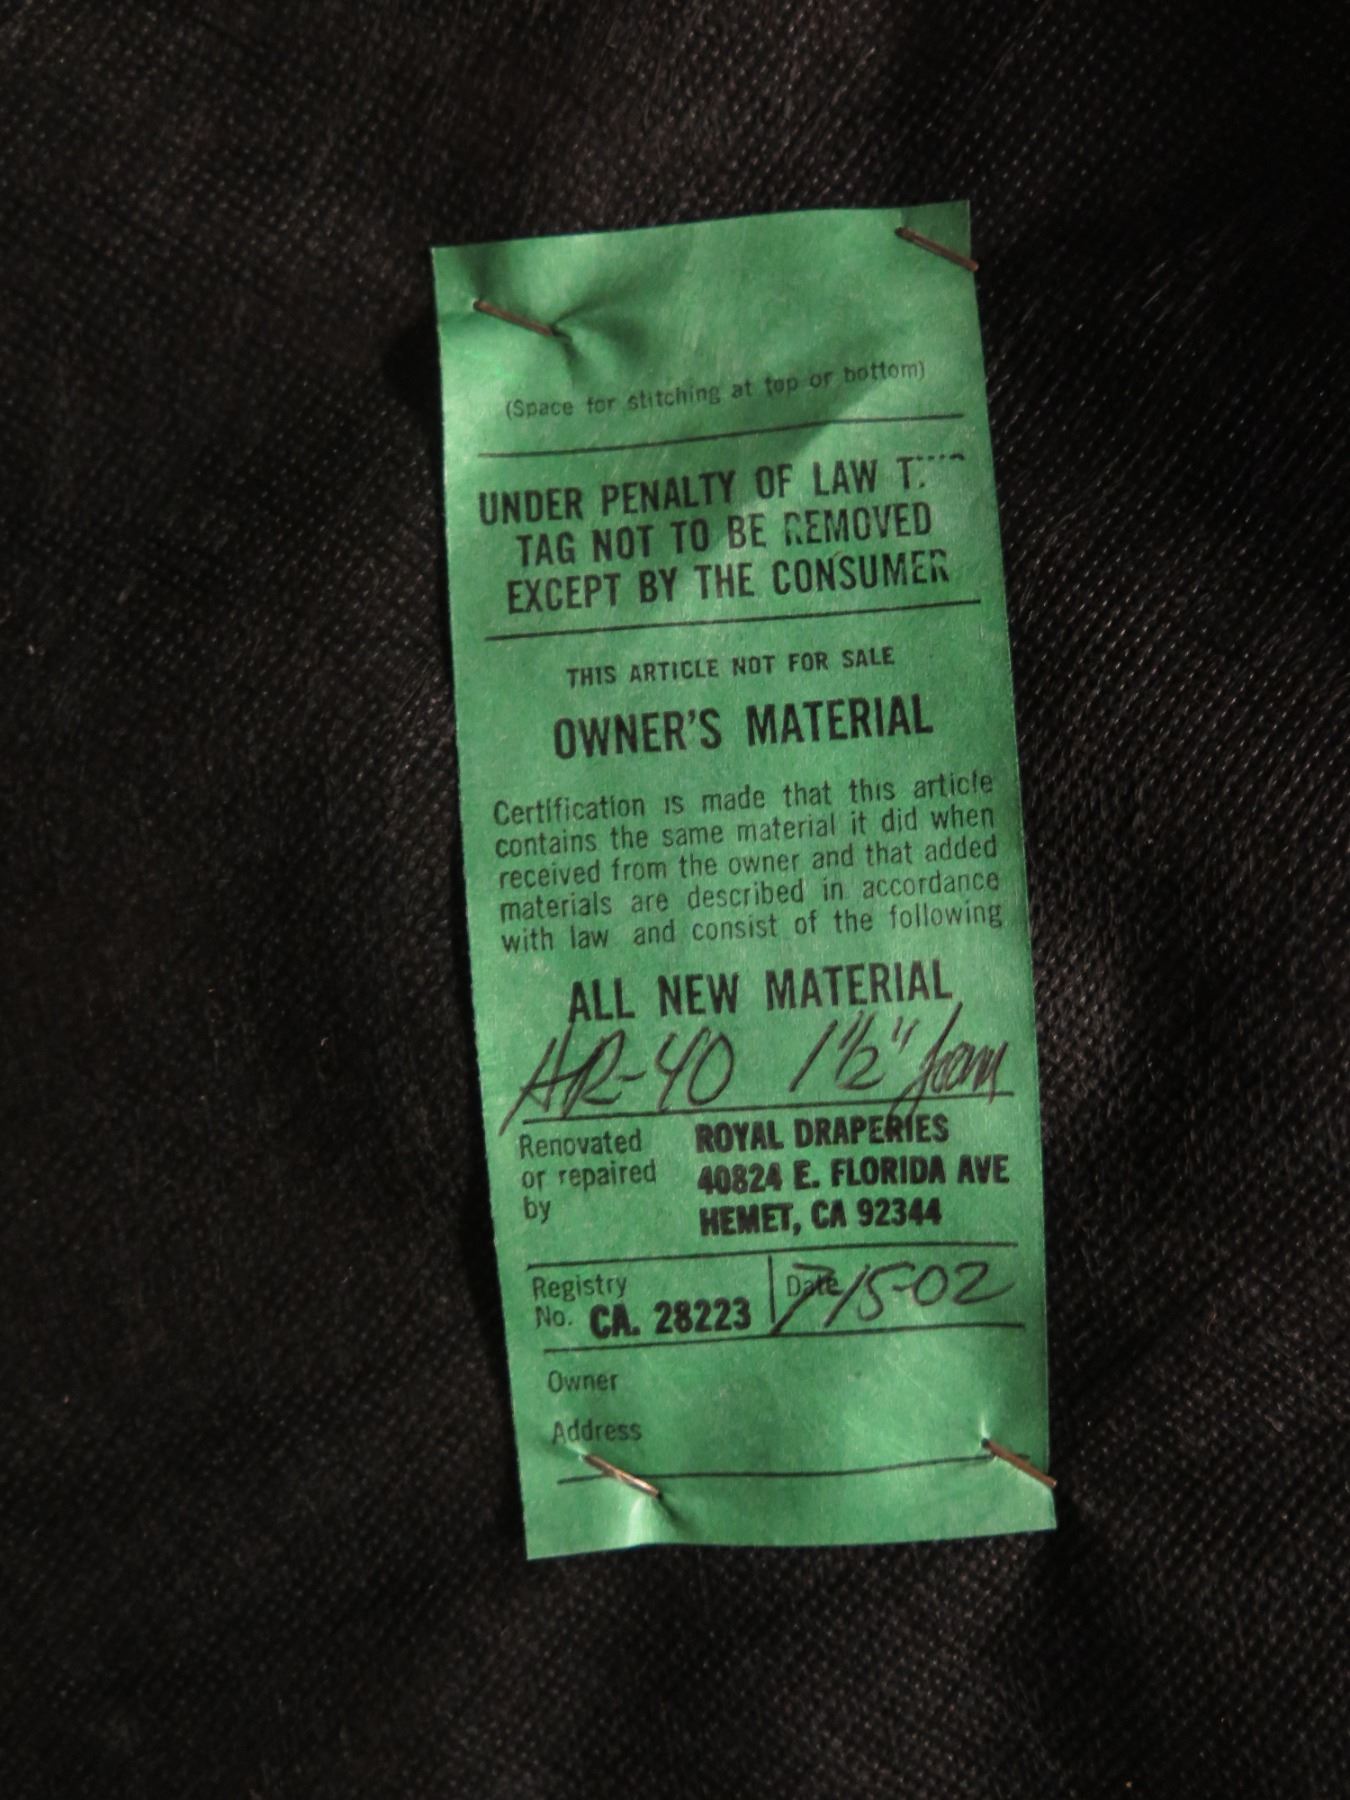 (Space for stitching at top or bottom)
UNDER PENALTY OF LAW
TAG NOT TO BE REMOVED
EXCEPT BY THE CONSUMER
THIS ARTICLE NOT FOR SALE
OWNER'S MATERIAL
Certification is made that this article
contains the same material it did when
received from the owner and that added
materials are described in accordance
with law and consist of the following
ALL NEW MATERIAL
HR-40 1½" foam
Renovated
or repaired
by
ROYAL DRAPERIES
40824 E. FLORIDA AVE
HEMET, CA 92344
Registry
No. CA. 28223
Date 7-15-02
Owner
Address